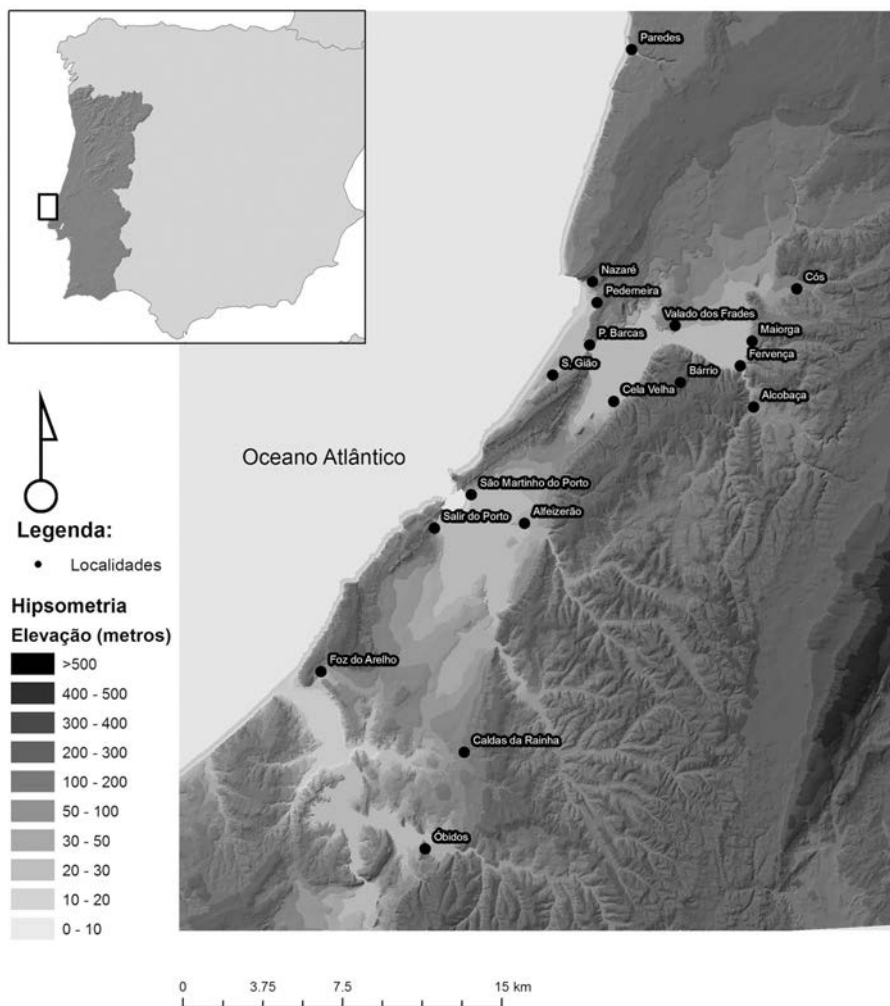 Paredes
Nazaré
Pederneira
Cós
Valado dos Frades
P. Barcas
Maiorga
Fervença
S. Gião
Bárrio
Cela Velha
Alcobaça
Oceano Atlântico
São Martinho do Porto
Salir do Porto
Alfeizerão
Foz do Arelho
Caldas da Rainha
Óbidos
Legenda:
Localidades
Hipsometria
Elevação (metros)
>500
400 - 500
300 - 400
200 - 300
100 - 200
50 - 100
30 - 50
20 - 30
10 - 20
0 - 10
0 3.75 7.5 15 km